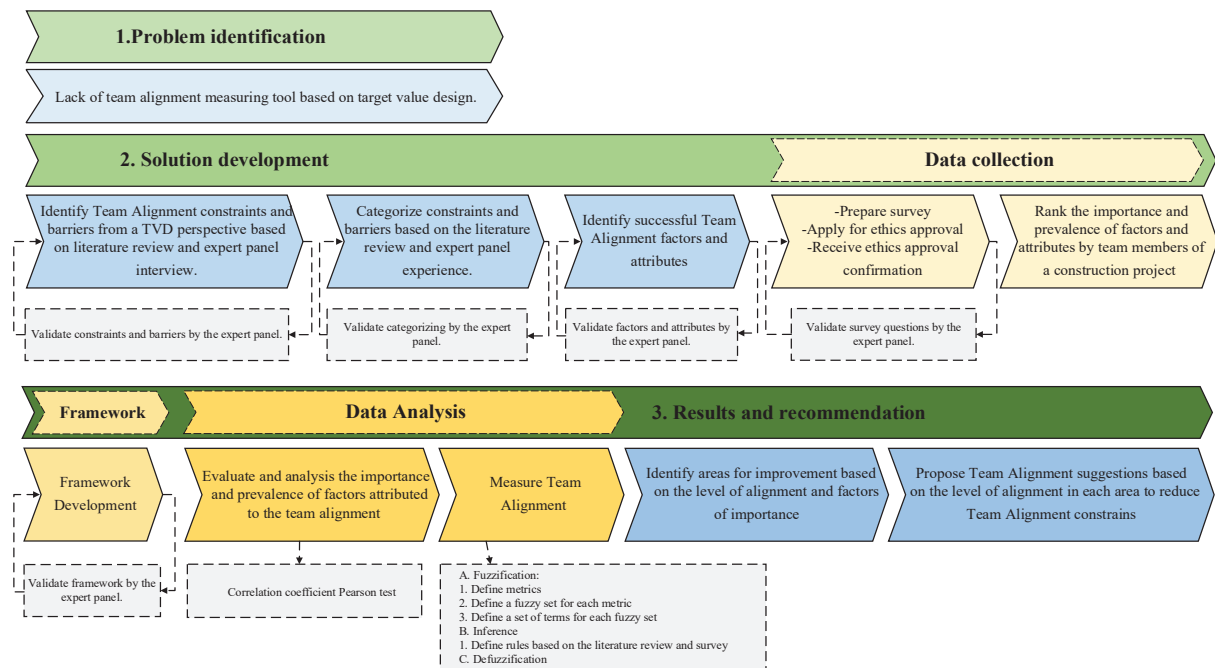 1.Problem identification
Lack of team alignment measuring tool based on target value design.
2. Solution development
Data collection
Identify Team Alignment constraints and
barriers from a TVD perspective based
on literature review and expert panel
interview.
Categorize constraints and
barriers based on the literature
review and expert panel
experience.
Identify successful Team
Alignment factors and
attributes
-Prepare survey
-Apply for ethics approval
-Receive ethics approval
confirmation
Rank the importance and
prevalence of factors and
attributes by team members of
a construction project
Validate constraints and barriers by the expert panel.
Validate categorizing by the expert
panel.
Validate factors and attributes by
the expert panel.
Validate survey questions by the
expert panel.
Framework
Data Analysis
3. Results and recommendation
Framework
Development
Evaluate and analysis the importance
and prevalence of factors attributed
to the team alignment
Measure Team
Alignment
Identify areas for improvement based
on the level of alignment and factors
of importance
Propose Team Alignment suggestions based
on the level of alignment in each area to reduce
Team Alignment constrains
Validate framework by the
expert panel.
Correlation coefficient Pearson test
A. Fuzzification:
1. Define metrics
2. Define a fuzzy set for each metric
3. Define a set of terms for each fuzzy set
B. Inference
1. Define rules based on the literature review and survey
C. Defuzzification